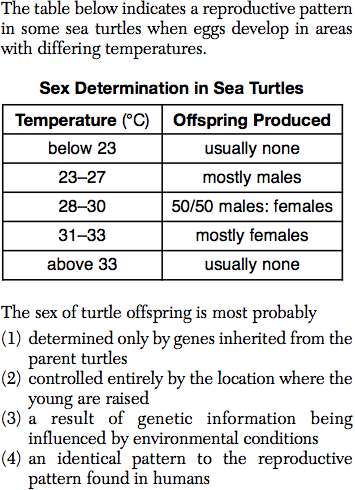 The table below indicates a reproductive pattern
in some sea turtles when eggs develop in areas
with differing temperatures.
Sex Determination in Sea Turtles
Temperature (°C) Offspring Produced
below 23 usually none
23–27 mostly males
28–30 50/50 males: females
31–33 mostly females
above 33 usually none
The sex of turtle offspring is most probably
(1) determined only by genes inherited from the
parent turtles
(2) controlled entirely by the location where the
young are raised
(3) a result of genetic information being
influenced by environmental conditions
(4) an identical pattern to the reproductive
pattern found in humans